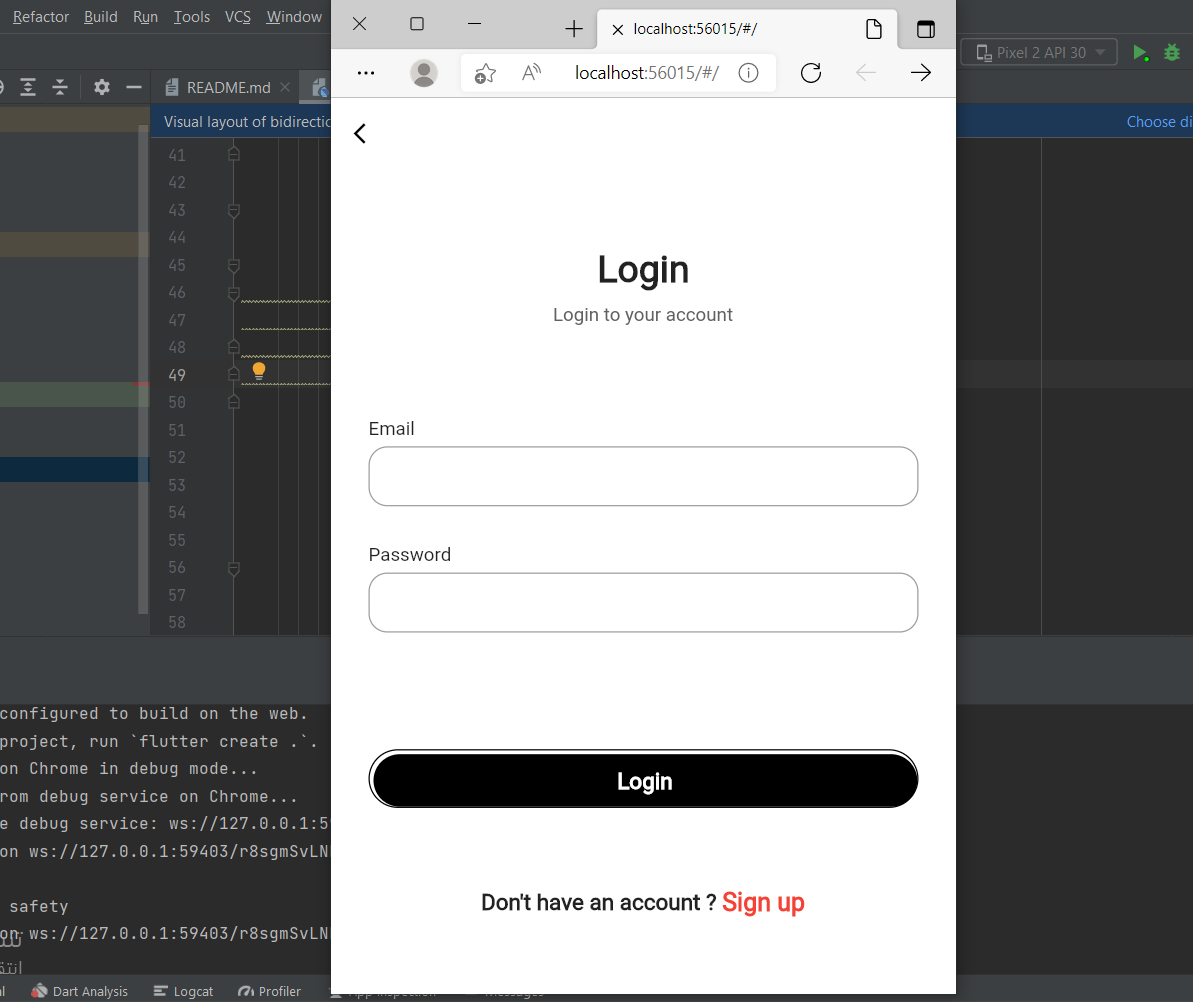 Refactor Build Run Tools VCS Window
localhost:56015/#/
Pixel 2 API 30
localhost:56015/#/
README.md
Visual layout of bidirectio
Choose di
41
42
43
44
45
46
47
48
49
50
51
52
53
54
55
56
57
58
Login
Login to your account
Email
Password
Login
Don't have an account ? Sign up
configured to build on the web.
project, run `flutter create .`.
on Chrome in debug mode...
rom debug service on Chrome...
e debug service: ws://127.0.0.1:59
on ws://127.0.0.1:59403/r8sgmSvLN
safety
on ws://127.0.0.1:59403/r8sgmSvLN
Dart Analysis Logcat Profiler App Inspection Messages